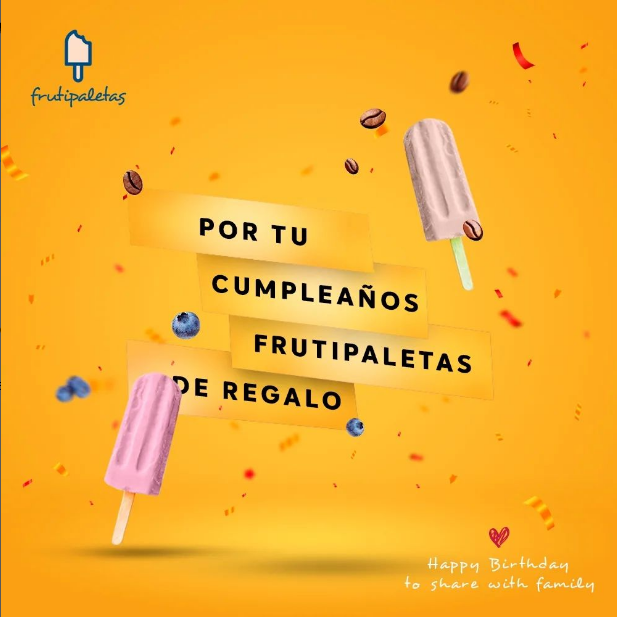 frutipaletas
POR TU
CUMPLEAÑOS
FRUTIPALETAS
DE REGALO
Happy Birthday
to share with family